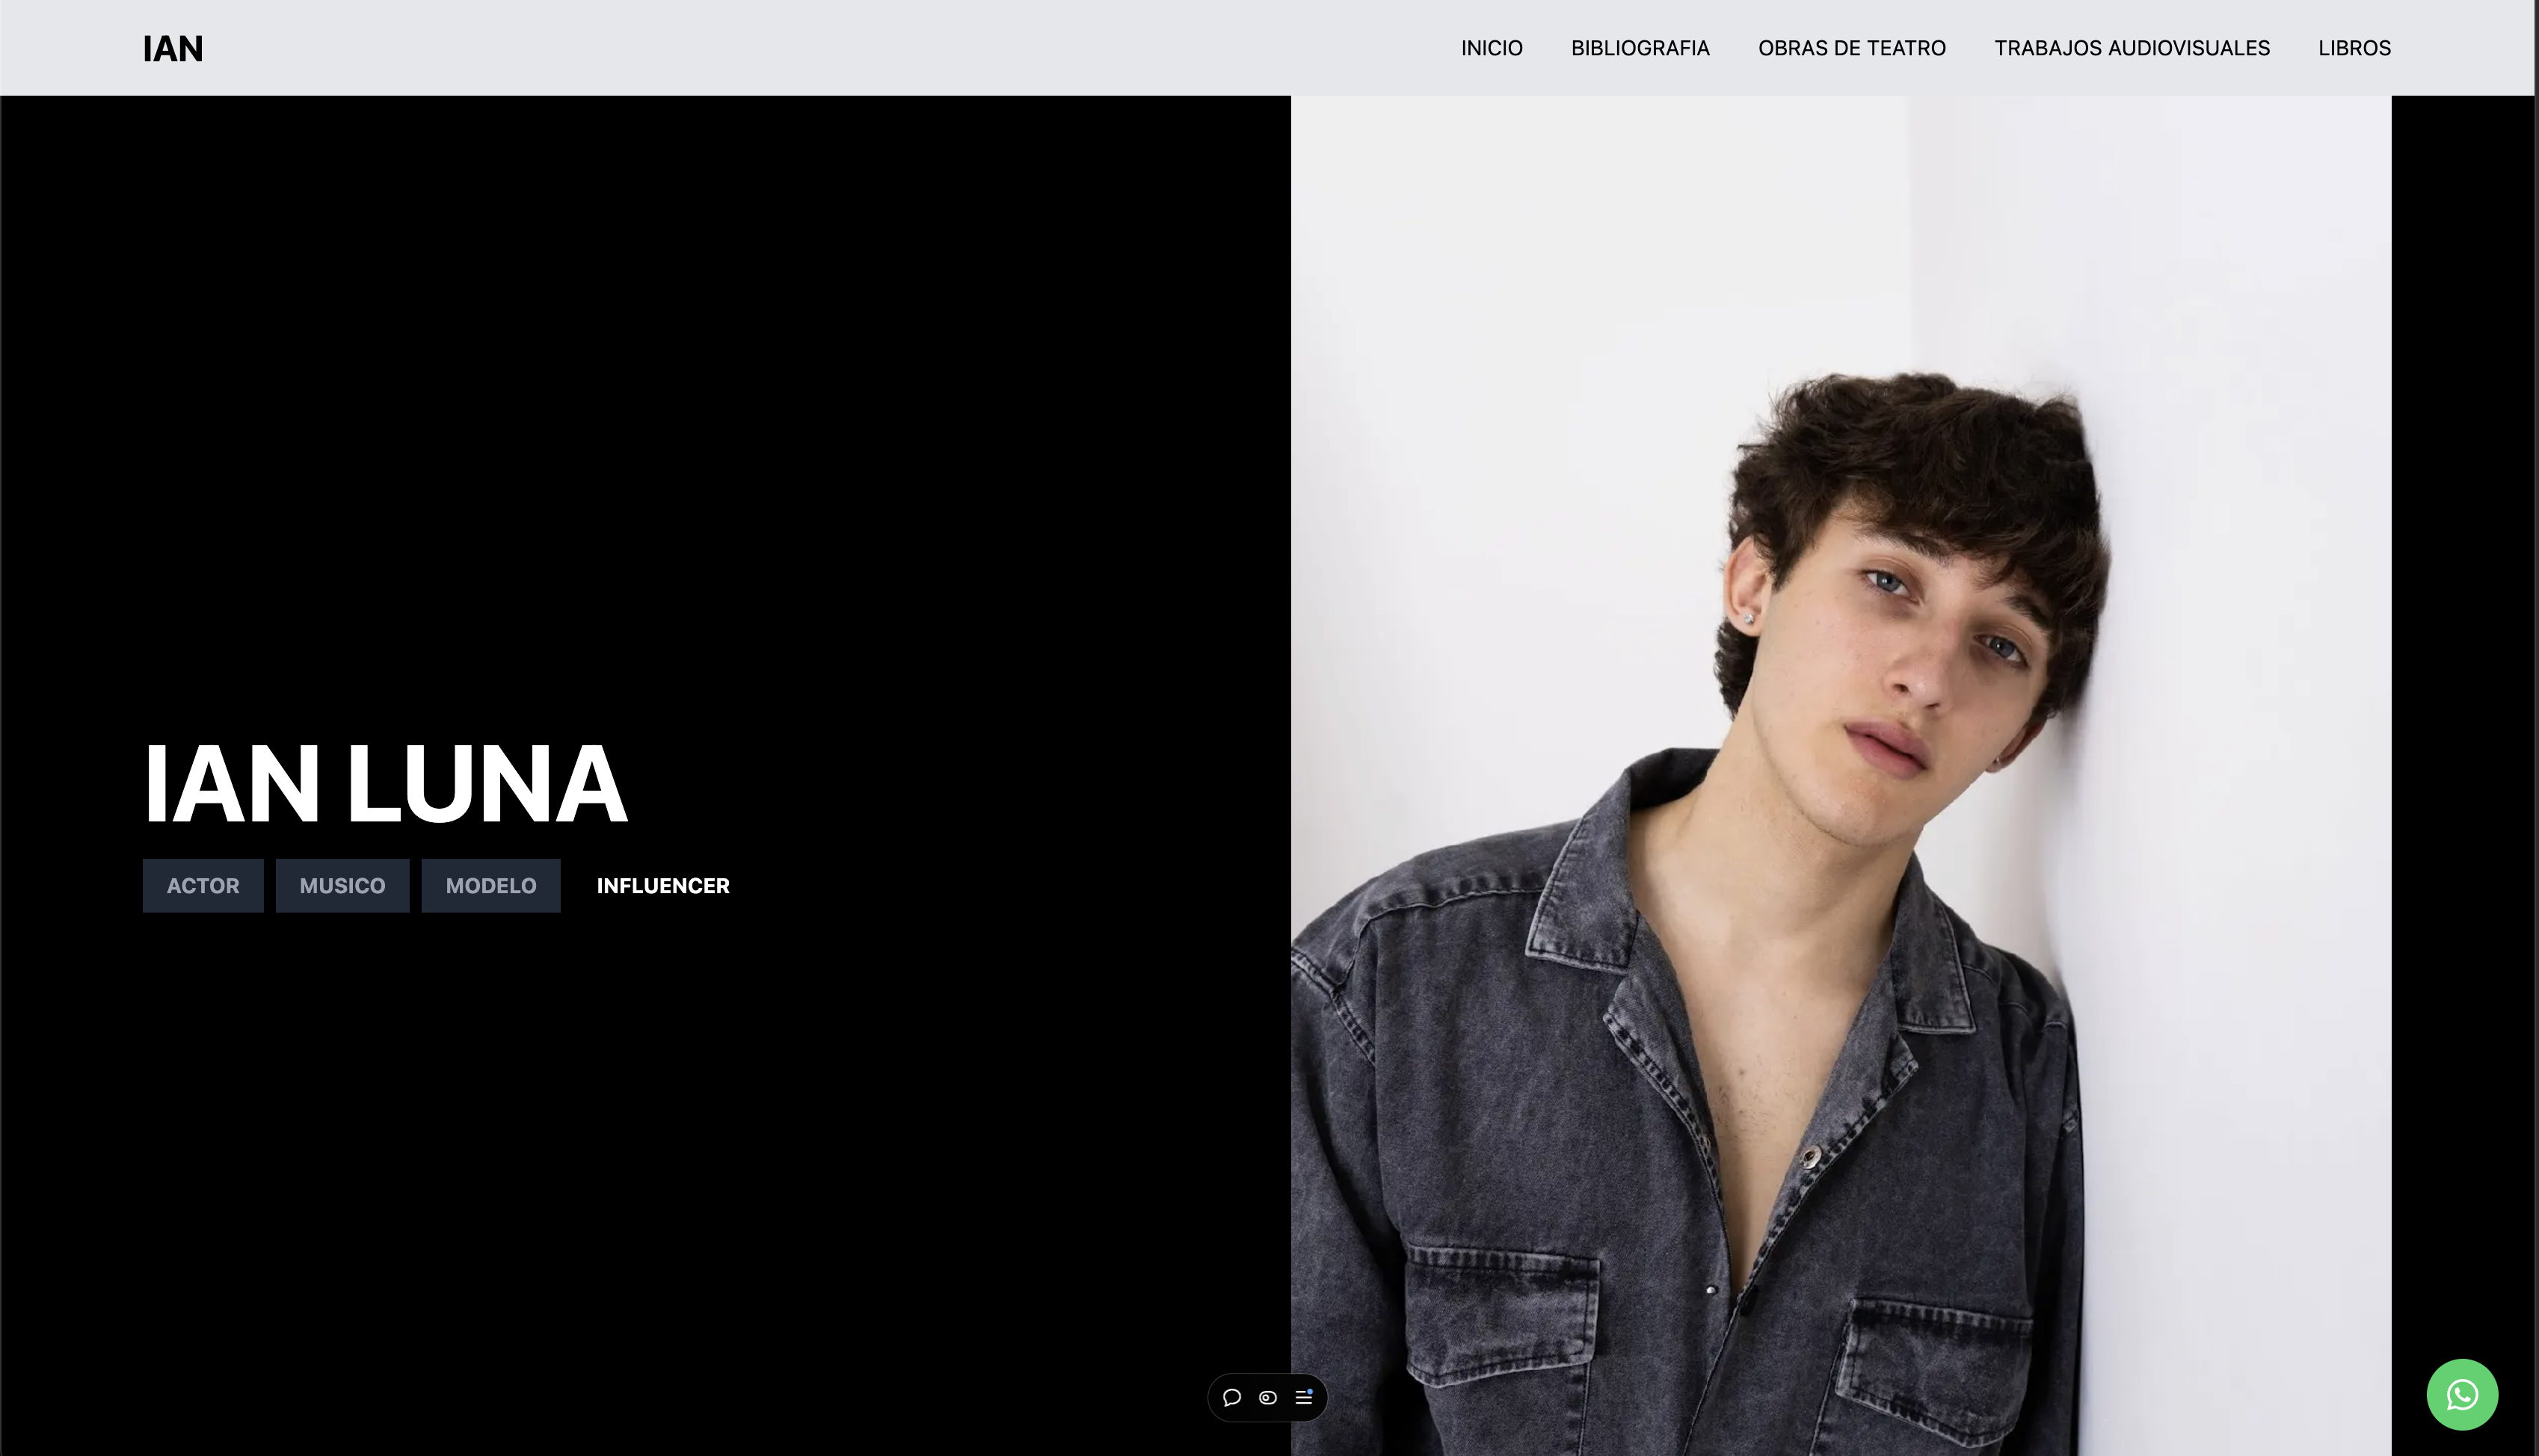 IAN
INICIO BIBLIOGRAFIA OBRAS DE TEATRO TRABAJOS AUDIOVISUALES LIBROS
IAN LUNA
ACTOR MUSICO MODELO INFLUENCER